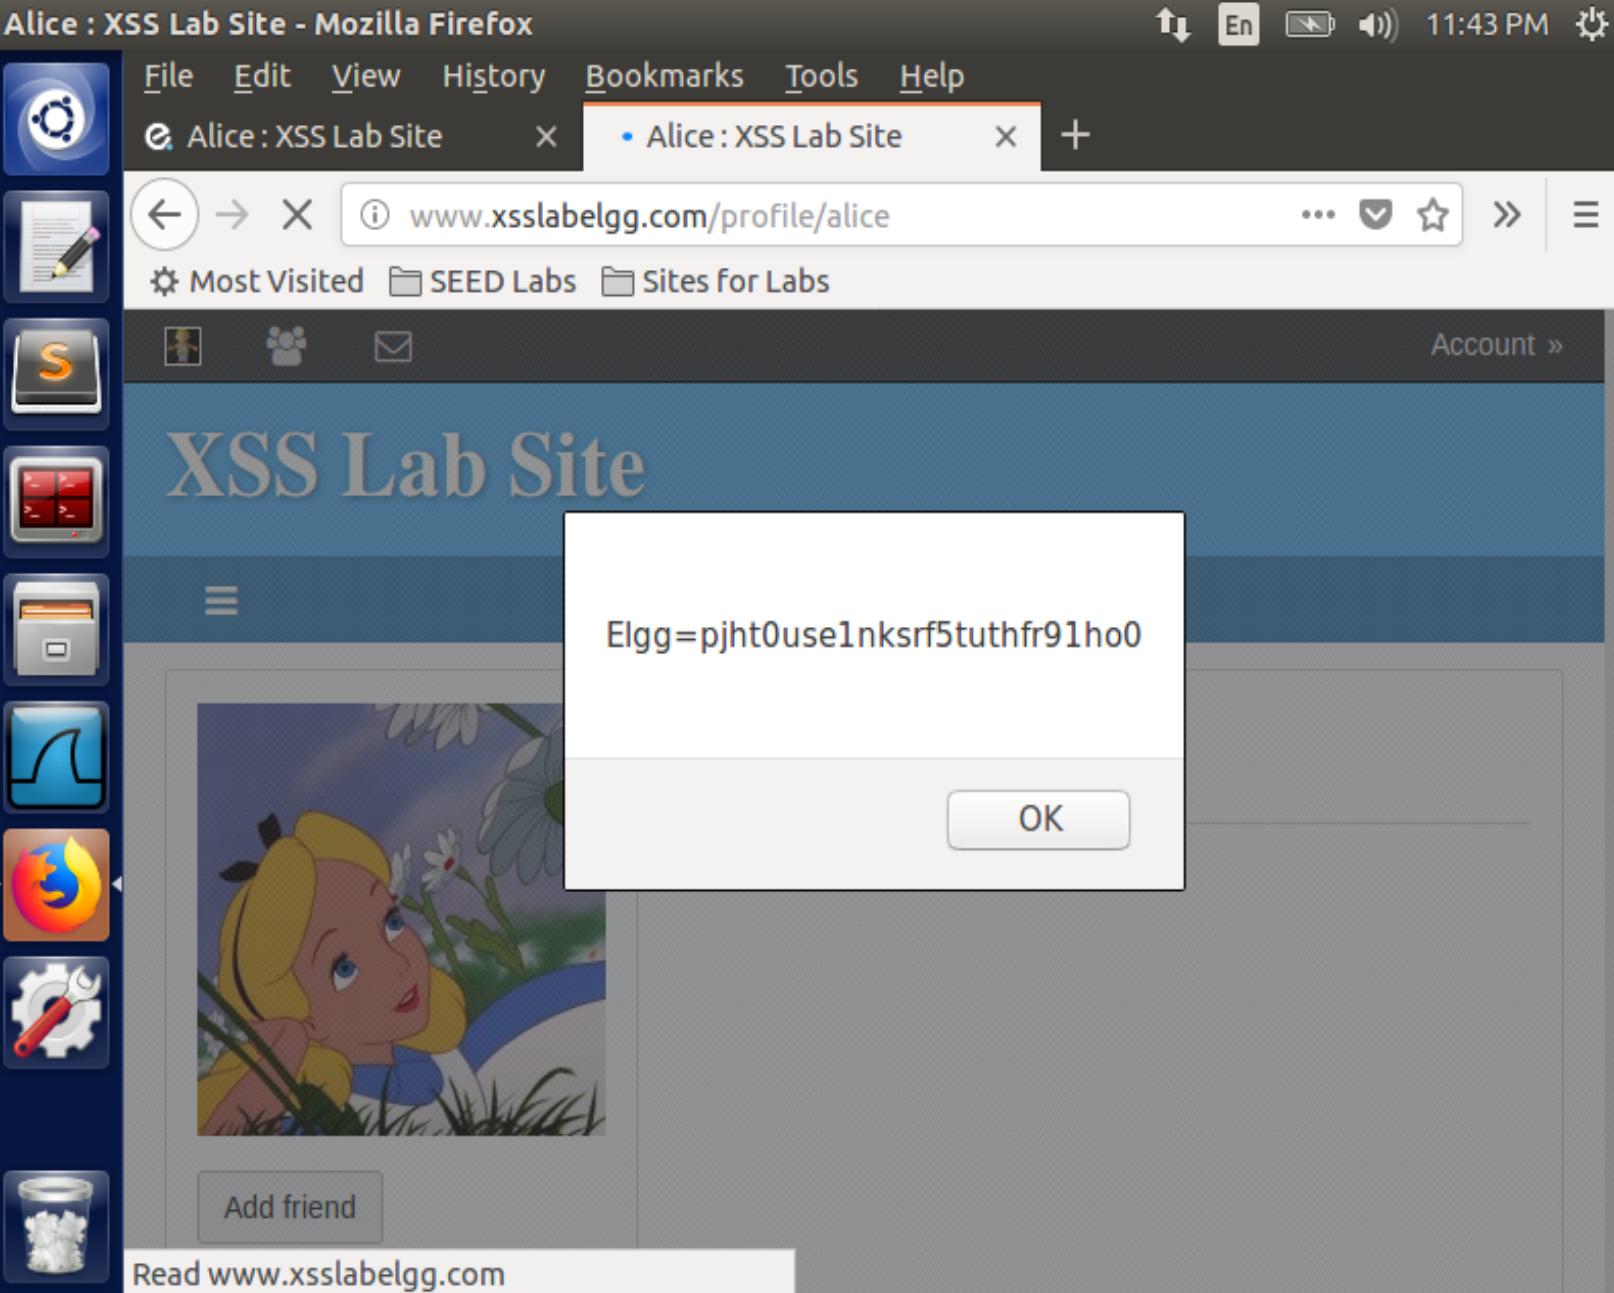 Alice : XSS Lab Site - Mozilla Firefox
En
11:43 PM
File Edit View History Bookmarks Tools Help
Alice : XSS Lab Site
Alice : XSS Lab Site
www.xsslabelgg.com/profile/alice
Most Visited SEED Labs Sites for Labs
Account »
XSS Lab Site
Elgg=pjht0use1nksrf5tuthfr91ho0
OK
Add friend
Read www.xsslabelgg.com